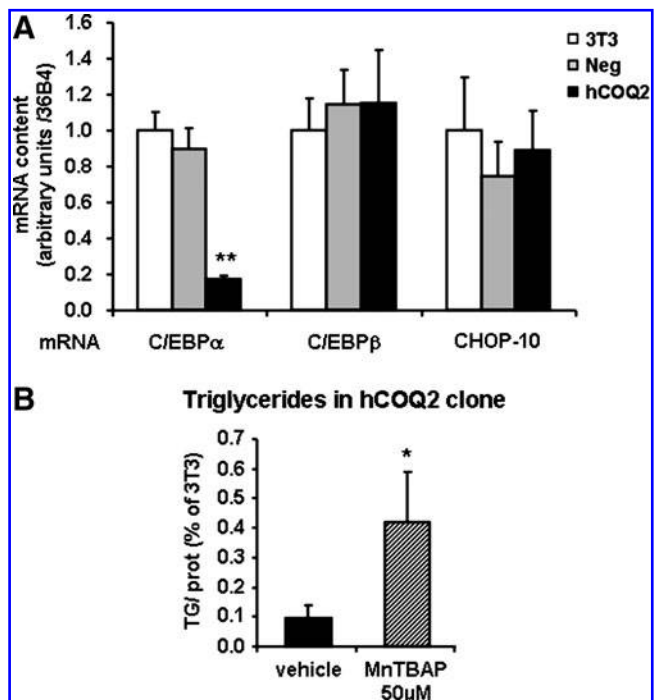 A
mRNA content
(arbitrary units /36B4)
1.6
1.4
1.2
1.0
0.8
0.6
0.4
0.2
0.0
3T3
Neg
hCOQ2
**
mRNA C/EBPα C/EBPβ CHOP-10
B
Triglycerides in hCOQ2 clone
TG/ prot (% of 3T3)
0.7
0.6
0.5
0.4
0.3
0.2
0.1
0.0
*
vehicle MnTBAP
50µM